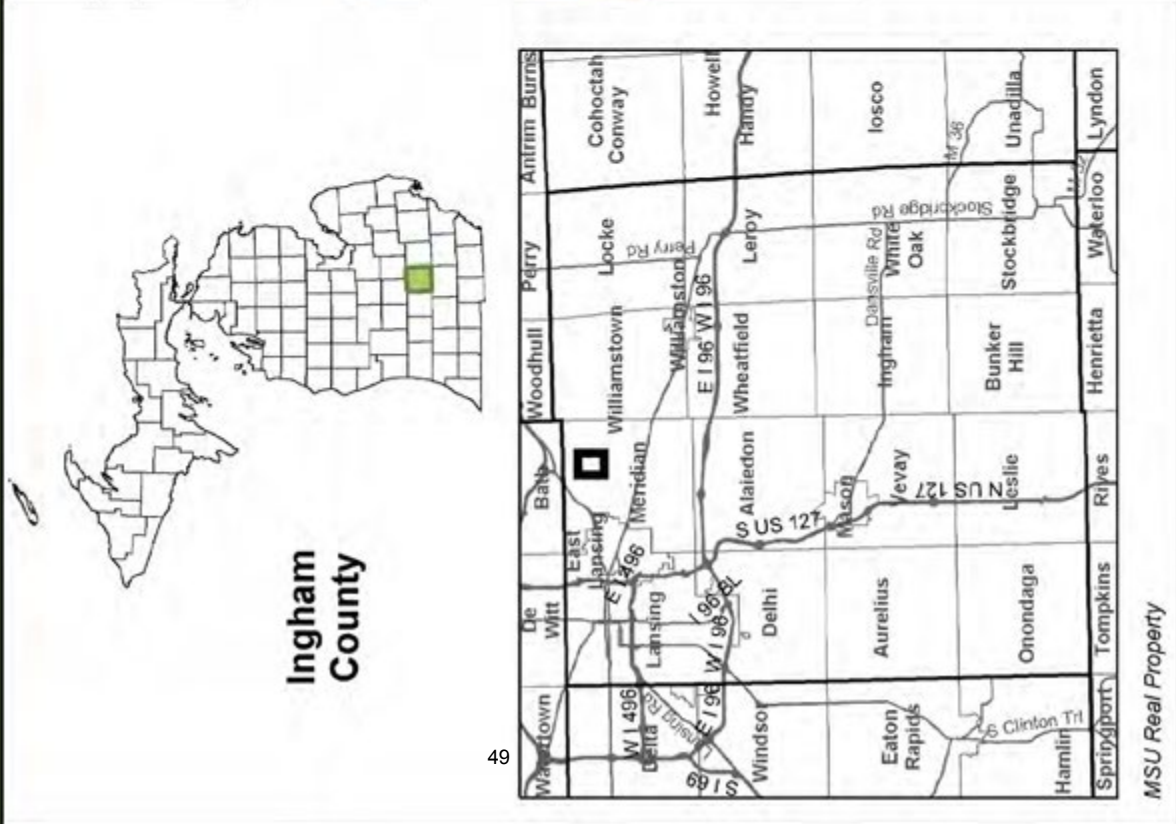 Ingham
County
Watertown
De
Witt
Bath
Woodhull
Perry
Antrim Burns
East
Lansing
Williamstown
Locke
Cohoctah
Conway
W I 496
E I 496
Meridian
Perry Rd
Delta
Lansing Rd
Lansing
Williamston
S I 69
E I 96
W I 96
I 96 BL
E I 96 W I 96
Howell
Windsor
Delhi
S US 127
Alaiedon
Wheatfield
Leroy
Handy
Mason
Dansville Rd
Stockbridge Rd
Eaton
Rapids
Aurelius
Vevay
Ingham
White
Oak
Iosco
N US 127
M 36
S Clinton Trl
Onondaga
Leslie
Bunker
Hill
Stockbridge
Unadilla
Hamlin
Springport
Tompkins
Rives
Henrietta
Waterloo
Lyndon
MSU Real Property
49